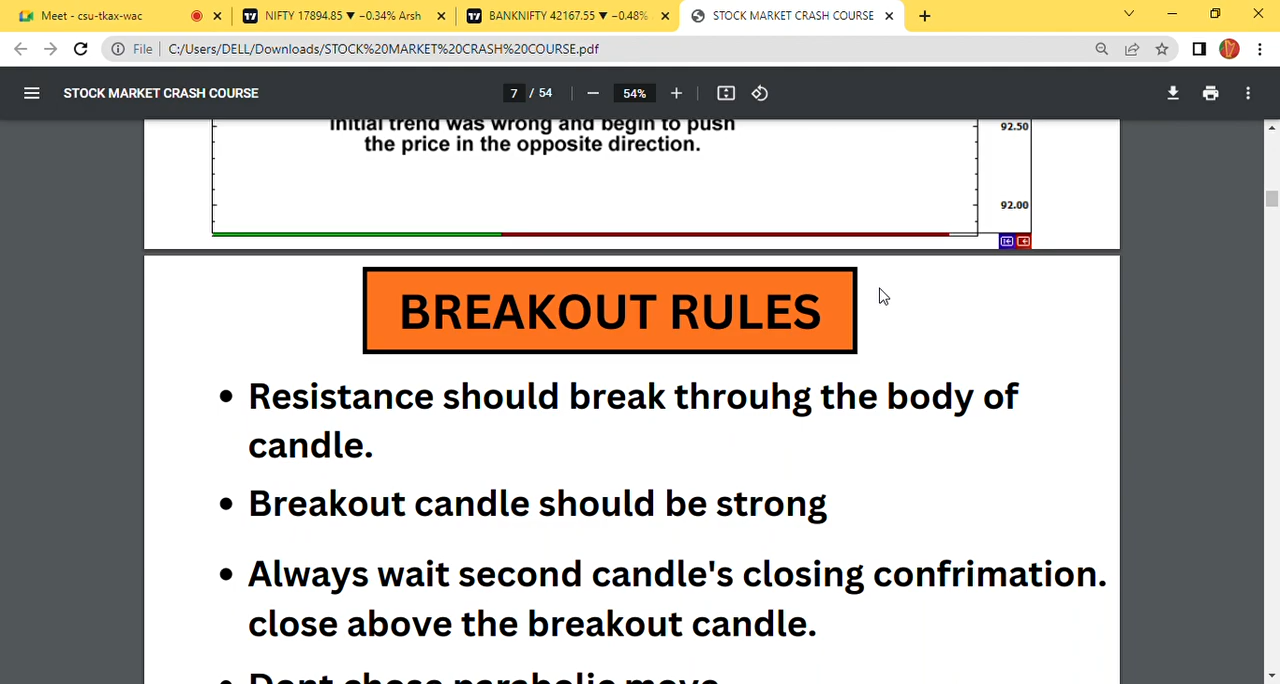 Meet - csu-tkax-wac
NIFTY 17894.85 ▼ −0.34% Arsh
BANKNIFTY 42167.55 ▼ −0.48%
STOCK MARKET CRASH COURSE
File
C:/Users/DELL/Downloads/STOCK%20MARKET%20CRASH%20COURSE.pdf
STOCK MARKET CRASH COURSE
7 / 54
54%
initial trend was wrong and begin to push
the price in the opposite direction.
92.50
92.00
BREAKOUT RULES
• Resistance should break throuhg the body of
candle.
• Breakout candle should be strong
• Always wait second candle's closing confrimation.
close above the breakout candle.
• Dont chase parabolic move